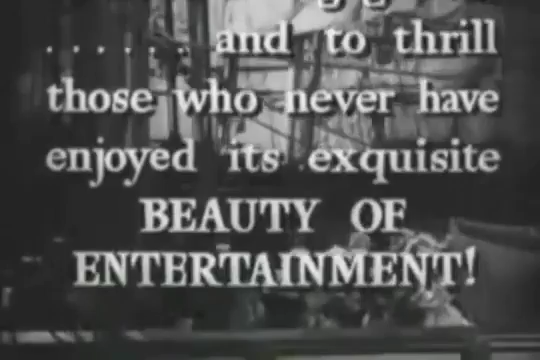 ...... and to thrill
those who never have
enjoyed its exquisite
BEAUTY OF
ENTERTAINMENT!